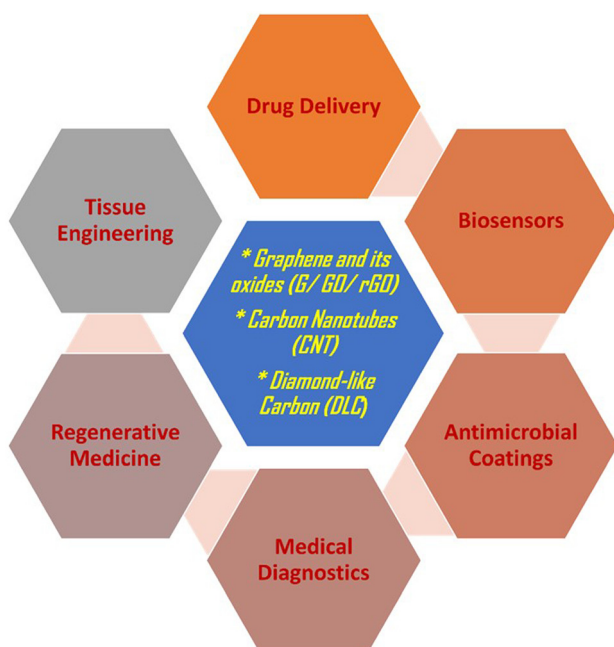 Drug Delivery
Biosensors
Antimicrobial
Coatings
Medical
Diagnostics
Regenerative
Medicine
Tissue
Engineering
* Graphene and its
oxides (G/ GO/ rGO)
* Carbon Nanotubes
(CNT)
* Diamond-like
Carbon (DLC)